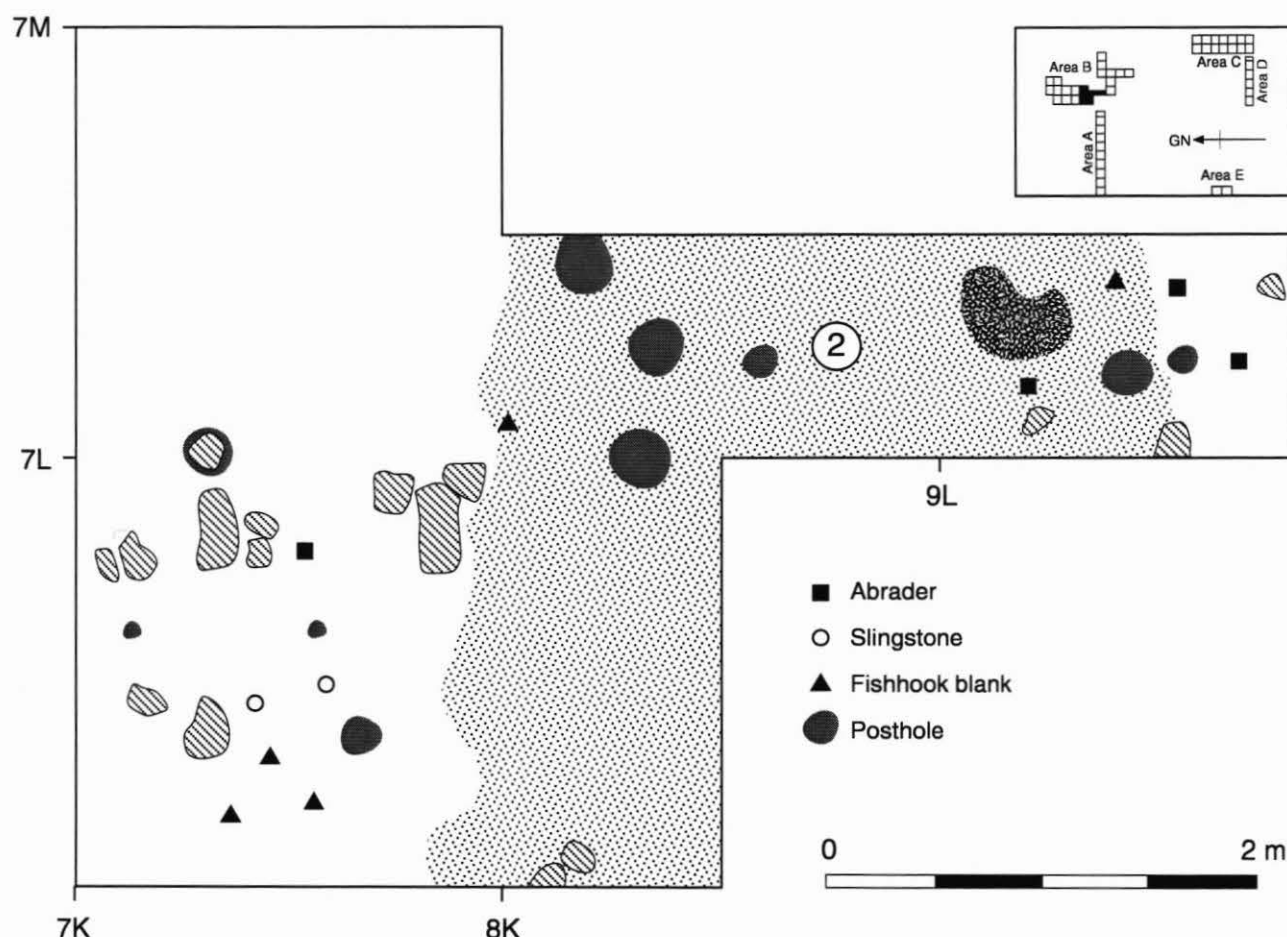 7M
Area B
Area C
Area D
GN
Area A
Area E
2
7L
9L
Abrader
Slingstone
Fishhook blank
Posthole
0 2 m
7K 8K